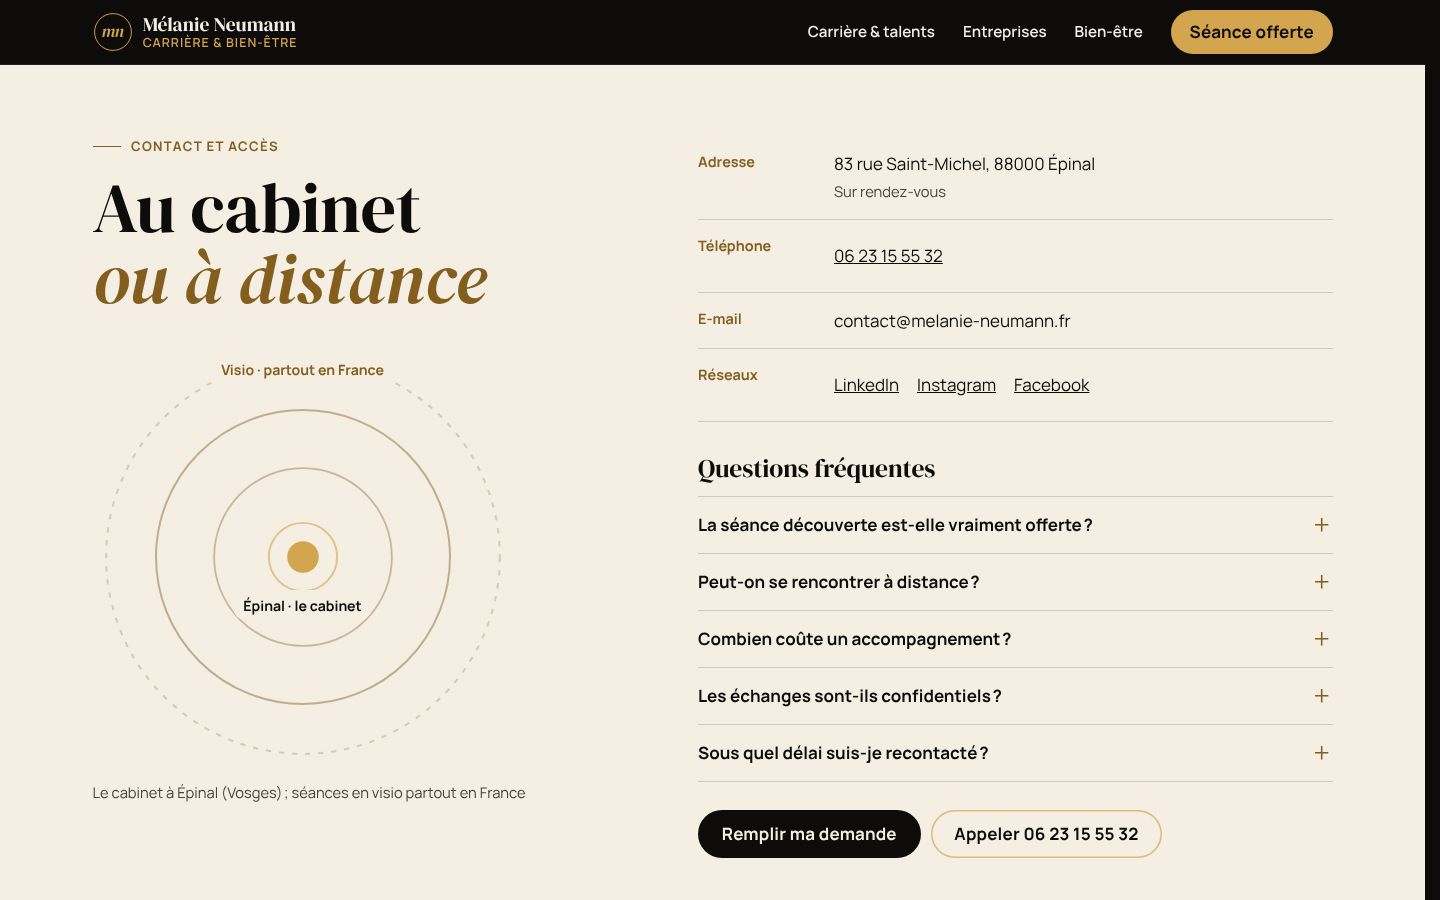 mn
Mélanie Neumann
CARRIÈRE & BIEN-ÊTRE
Carrière & talents
Entreprises
Bien-être
Séance offerte
CONTACT ET ACCÈS
Au cabinet
ou à distance
Visio · partout en France
Épinal · le cabinet
Le cabinet à Épinal (Vosges) ; séances en visio partout en France
Adresse
83 rue Saint-Michel, 88000 Épinal
Sur rendez-vous
Téléphone
06 23 15 55 32
E-mail
contact@melanie-neumann.fr
Réseaux
LinkedIn Instagram Facebook
Questions fréquentes
La séance découverte est-elle vraiment offerte ?
Peut-on se rencontrer à distance ?
Combien coûte un accompagnement ?
Les échanges sont-ils confidentiels ?
Sous quel délai suis-je recontacté ?
Remplir ma demande
Appeler 06 23 15 55 32